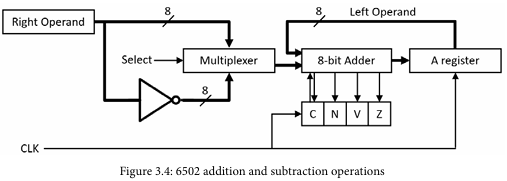 8
8
Left Operand
Right Operand
Select
Multiplexer
8-bit Adder
A register
8
C N V Z
CLK
Figure 3.4: 6502 addition and subtraction operations